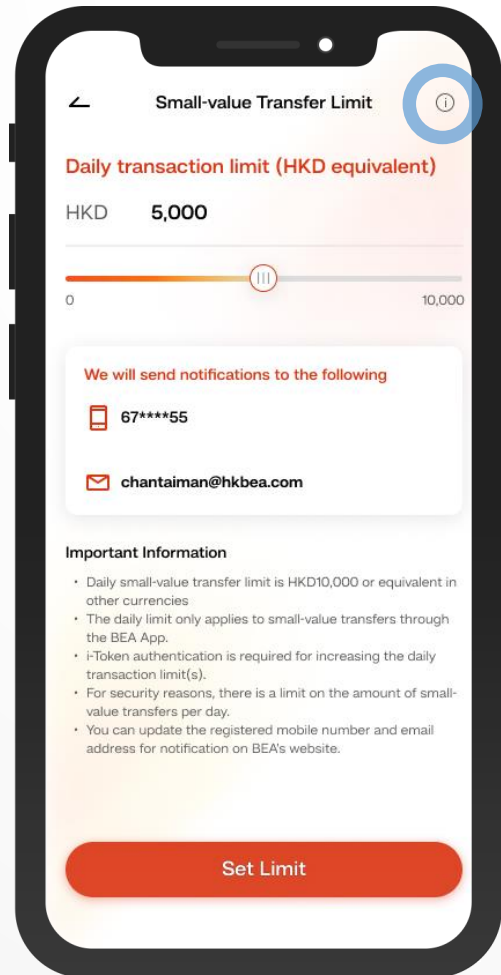 Small-value Transfer Limit
Daily transaction limit (HKD equivalent)
HKD 5,000
0 10,000
We will send notifications to the following
67****55
chantaiman@hkbea.com
Important Information
• Daily small-value transfer limit is HKD10,000 or equivalent in
other currencies
• The daily limit only applies to small-value transfers through
the BEA App.
• i-Token authentication is required for increasing the daily
transaction limit(s).
• For security reasons, there is a limit on the amount of small-
value transfers per day.
• You can update the registered mobile number and email
address for notification on BEA's website.
Set Limit